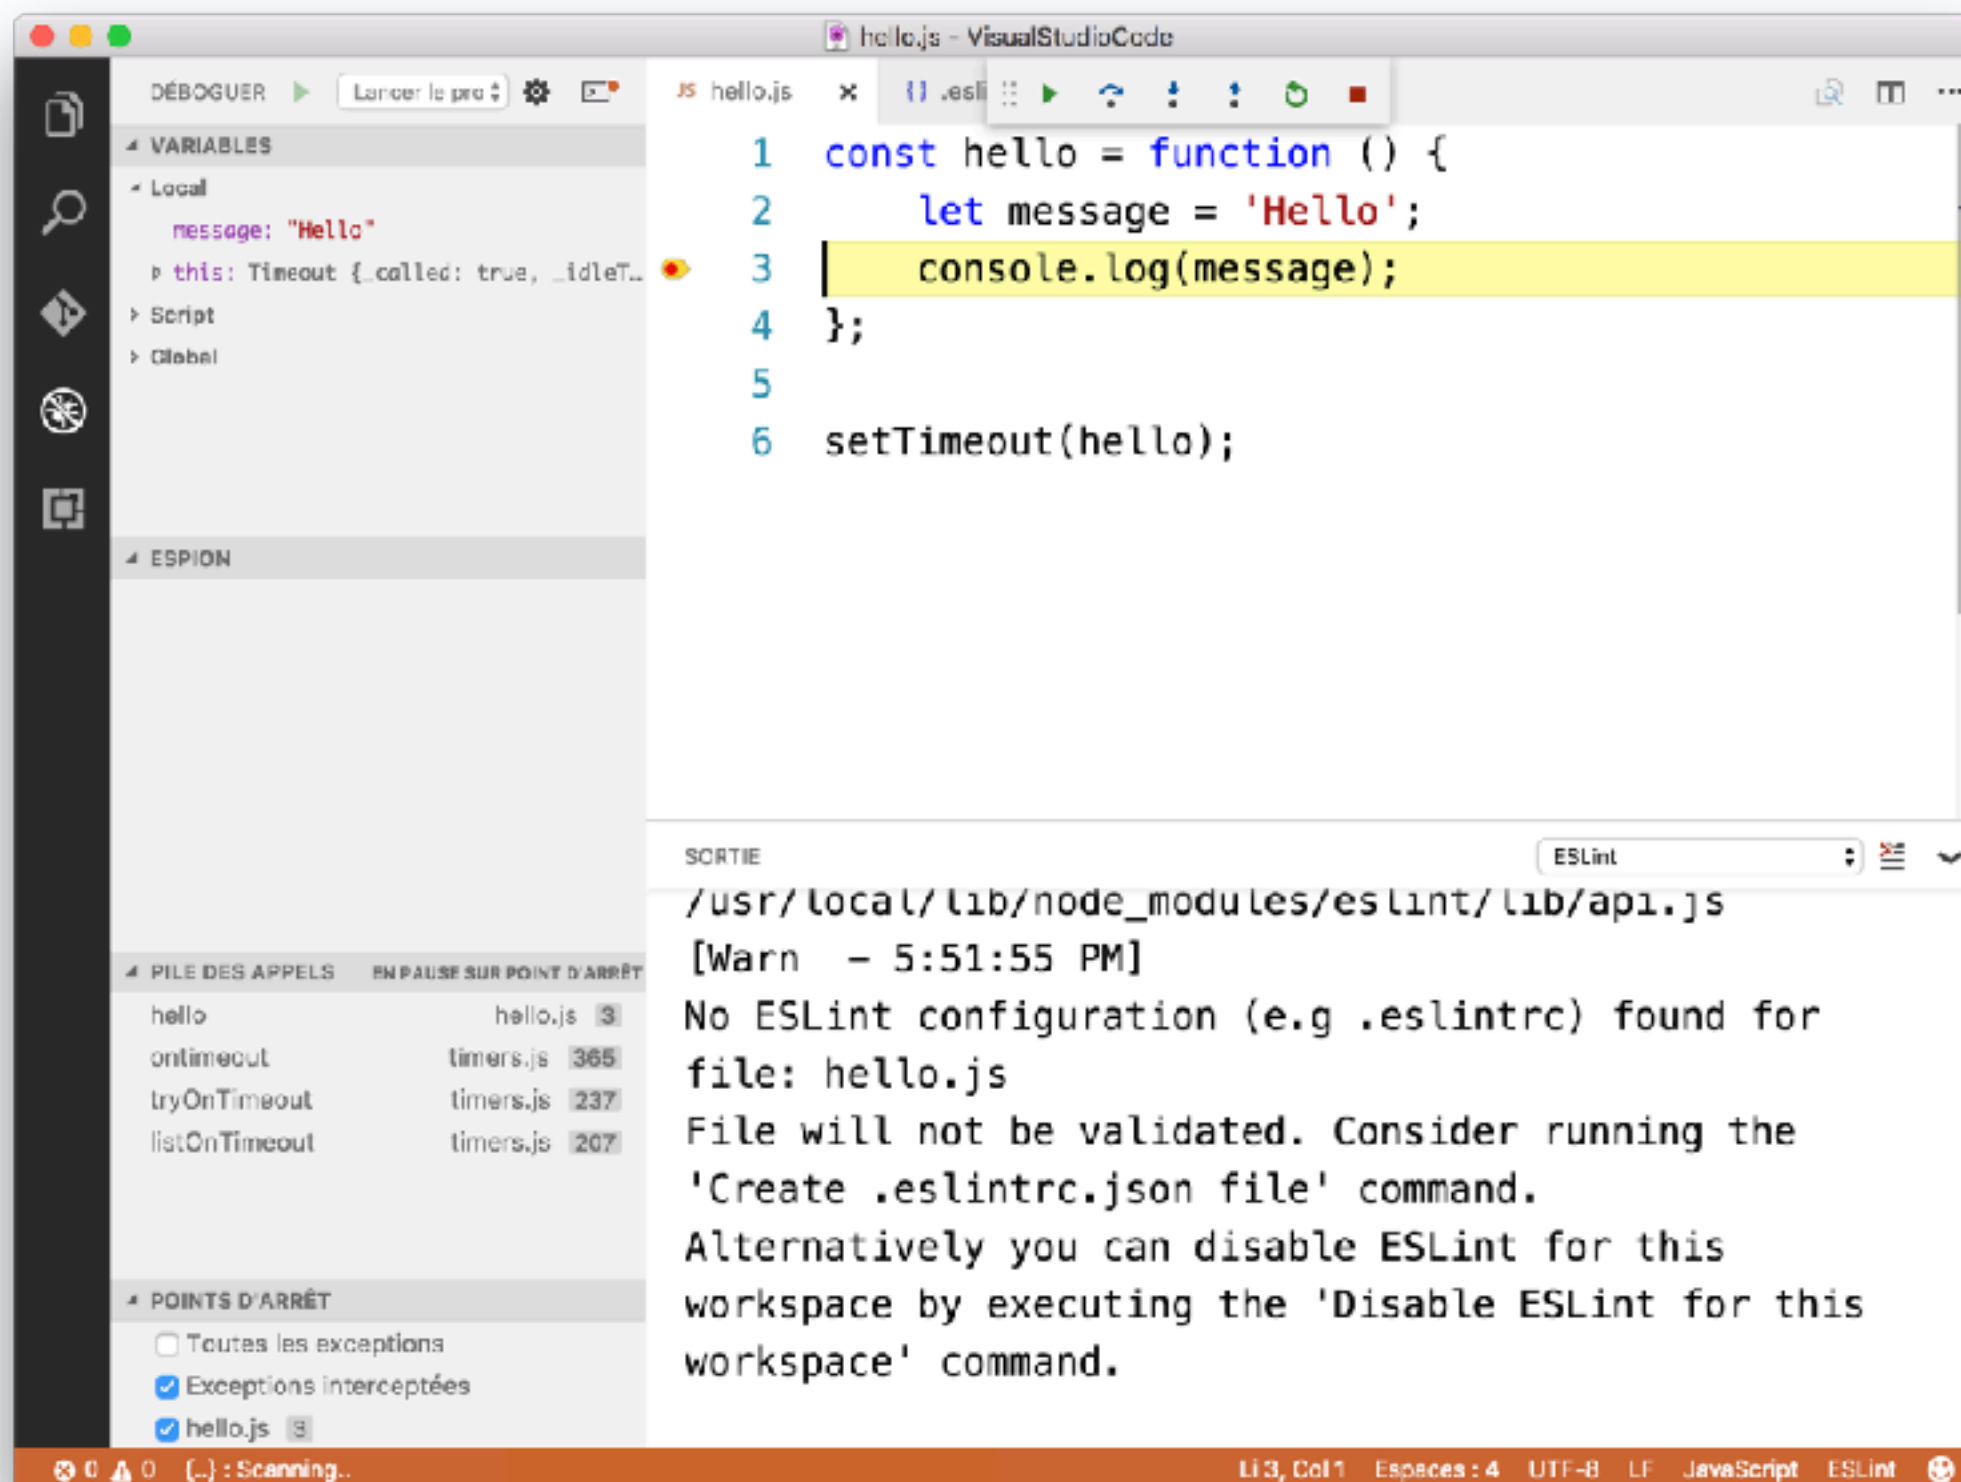 hello.js - VisualStudioCode
DÉBOGUER
Lancer le pro
VARIABLES
Local
message: "Hello"
this: Timeout {_called: true, _idleT…
Script
Global
ESPION
PILE DES APPELS EN PAUSE SUR POINT D'ARRÊT
hello hello.js 3
ontimeout timers.js 365
tryOnTimeout timers.js 237
listOnTimeout timers.js 207
POINTS D'ARRÊT
Toutes les exceptions
Exceptions interceptées
hello.js 3
JS hello.js
{} .esli
1 const hello = function () {
2 let message = 'Hello';
3 console.log(message);
4 };
5
6 setTimeout(hello);
SORTIE
ESLint
/usr/local/lib/node_modules/eslint/lib/api.js
[Warn  - 5:51:55 PM]
No ESLint configuration (e.g .eslintrc) found for
file: hello.js
File will not be validated. Consider running the
'Create .eslintrc.json file' command.
Alternatively you can disable ESLint for this
workspace by executing the 'Disable ESLint for this
workspace' command.
0 0 {..} : Scanning..
Li 3, Col 1 Espaces : 4 UTF-8 LF JavaScript ESLint